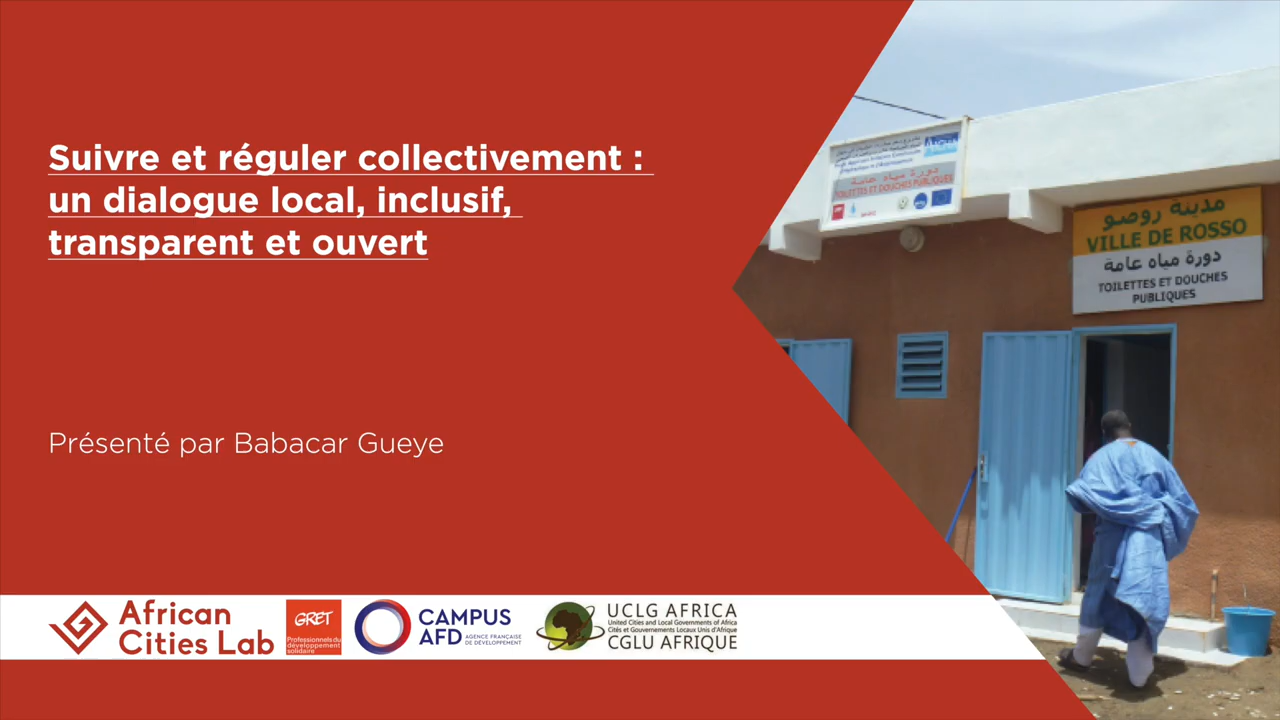 Suivre et réguler collectivement :
un dialogue local, inclusif,
transparent et ouvert
Présenté par Babacar Gueye
دورة مياه عامة
TOILETTES ET DOUCHES PUBLIQUES
مدينة روصو
VILLE DE ROSSO
دورة مياه عامة
TOILETTES ET DOUCHES
PUBLIQUES
African
Cities Lab
GRET
Professionnels du
développement
solidaire
CAMPUS
AFD
AGENCE FRANÇAISE
DE DÉVELOPPEMENT
UCLG AFRICA
United Cities and Local Governments of Africa
Cités et Gouvernements Locaux Unis d'Afrique
CGLU AFRIQUE